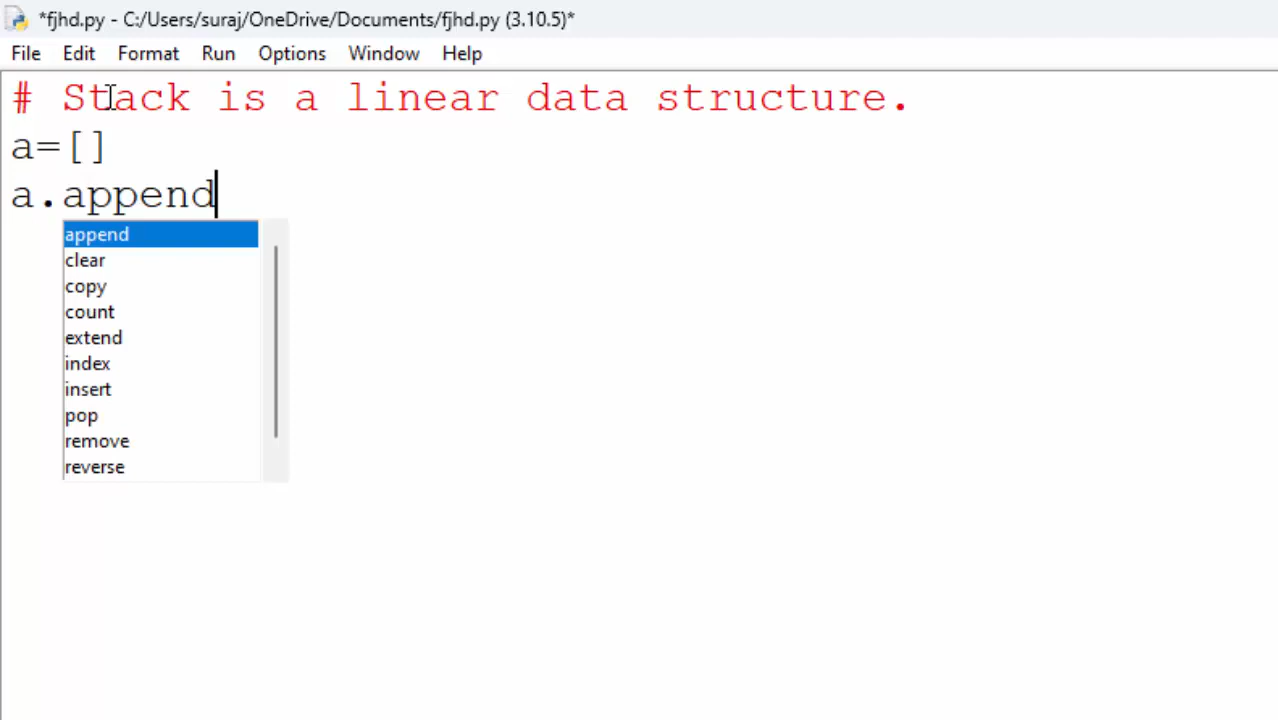 *fjhd.py - C:/Users/suraj/OneDrive/Documents/fjhd.py (3.10.5)*
File Edit Format Run Options Window Help
# Stack is a linear data structure.
a=[]
a.append
append
clear
copy
count
extend
index
insert
pop
remove
reverse